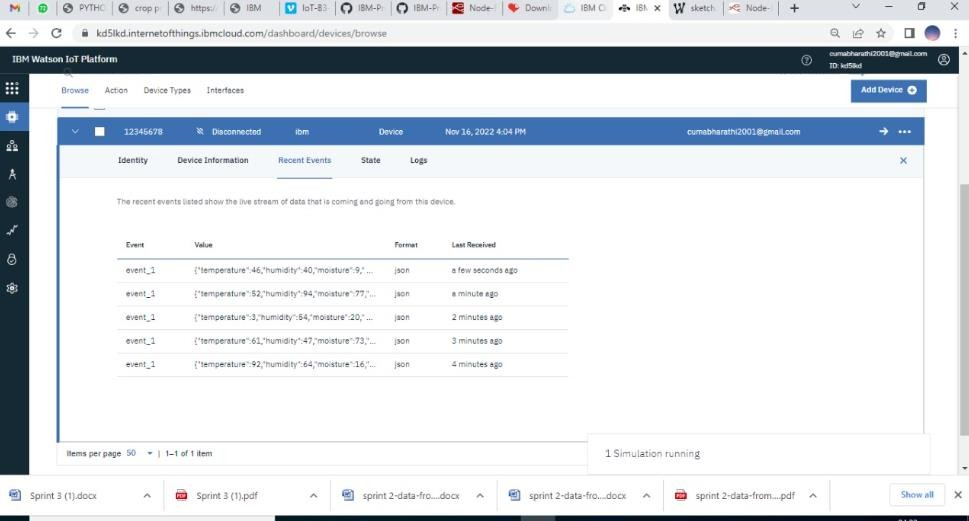 PYTHC
crop pr
https:/
IBM
IoT-B3-
IBM-Pr
IBM-Pr
Node-
Downl
IBM Cl
IBM
sketch.
Node-
kd5lkd.internetofthings.ibmcloud.com/dashboard/devices/browse
IBM Watson IoT Platform
cumabharathi2001@gmail.com
ID: kd5lkd
Browse Action Device Types Interfaces
Add Device
12345678 Disconnected ibm Device Nov 16, 2022 4:04 PM cumabharathi2001@gmail.com
Identity Device Information Recent Events State Logs
The recent events listed show the live stream of data that is coming and going from this device.
Event Value Format Last Received
event_1 {"temperature":46,"humidity":40,"moisture":9," ... json a few seconds ago
event_1 {"temperature":52,"humidity":94,"moisture":77,"... json a minute ago
event_1 {"temperature":3,"humidity":54,"moisture":20," ... json 2 minutes ago
event_1 {"temperature":61,"humidity":47,"moisture":73,"... json 3 minutes ago
event_1 {"temperature":92,"humidity":64,"moisture":16,"... json 4 minutes ago
Items per page 50 | 1–1 of 1 item
1 Simulation running
Sprint 3 (1).docx
Sprint 3 (1).pdf
sprint 2-data-fro....docx
sprint 2-data-fro....docx
sprint 2-data-from....pdf
Show all